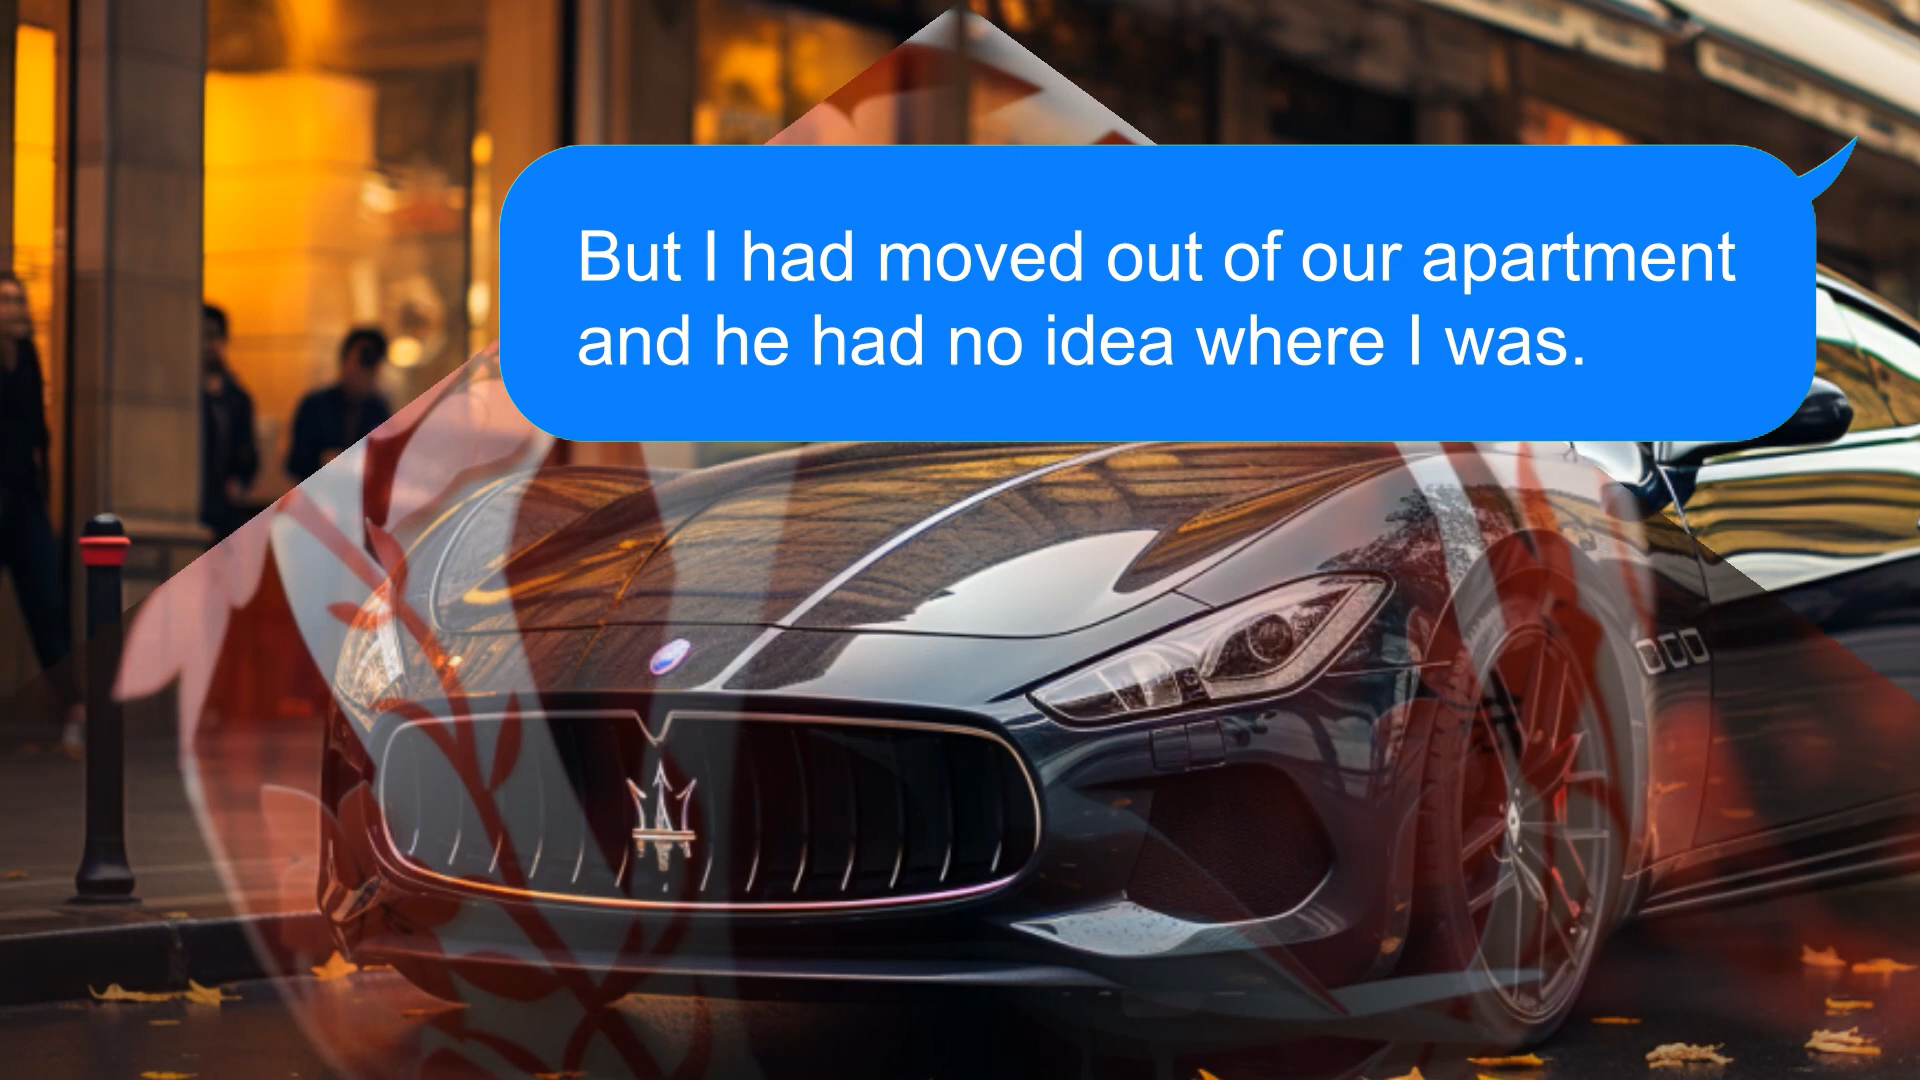 But I had moved out of our apartment
and he had no idea where I was.